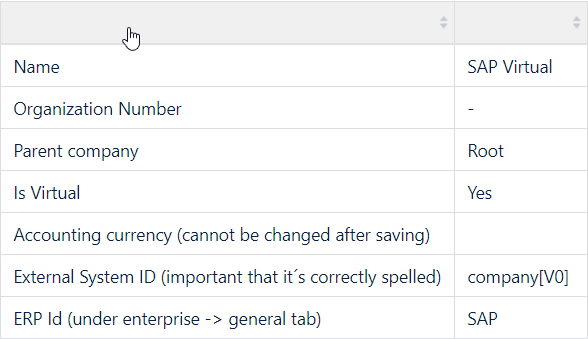 Name SAP Virtual
Organization Number -
Parent company Root
Is Virtual Yes
Accounting currency (cannot be changed after saving)
External System ID (important that it´s correctly spelled) company[V0]
ERP Id (under enterprise -> general tab) SAP